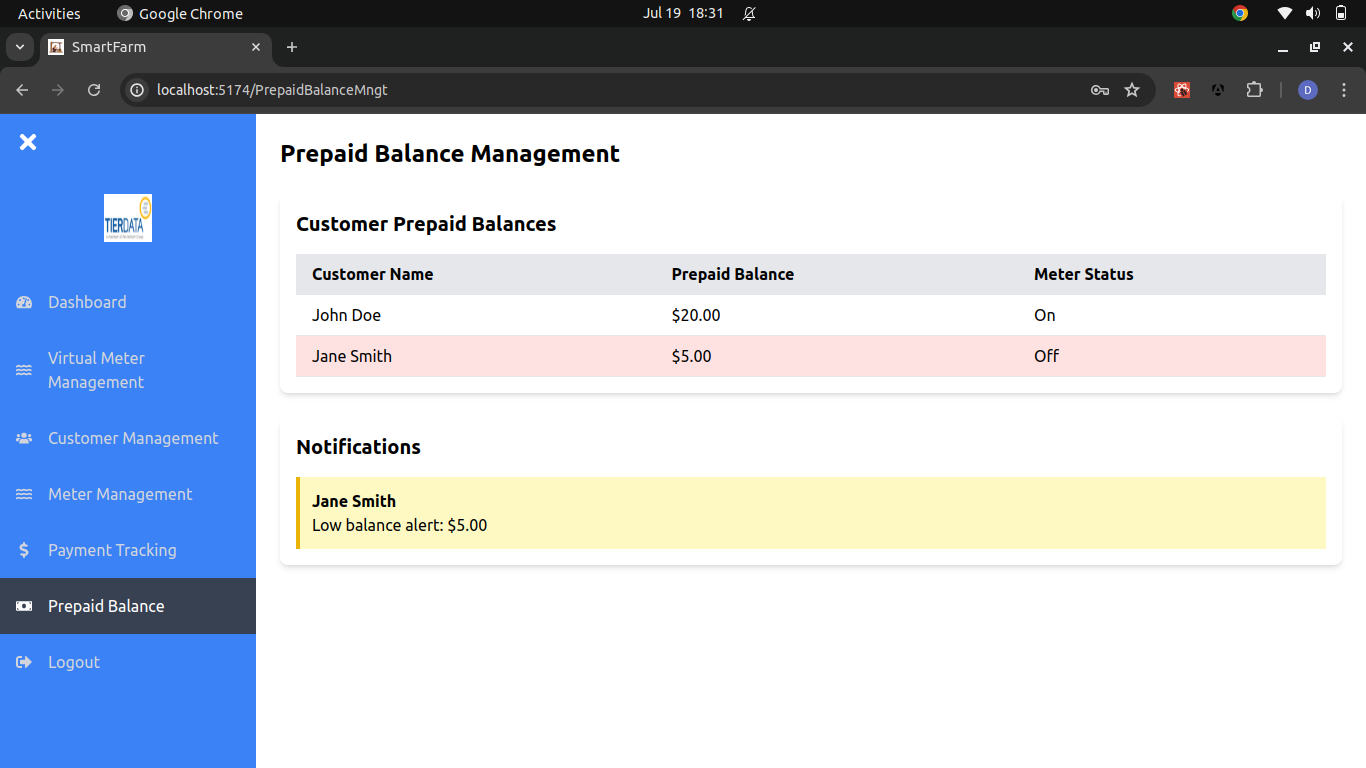 Activities
Google Chrome
Jul 19 18:31
SmartFarm
localhost:5174/PrepaidBalanceMngt
D
TIERDATA
Dashboard
Virtual Meter
Management
Customer Management
Meter Management
Payment Tracking
Prepaid Balance
Logout
Prepaid Balance Management
Customer Prepaid Balances
Customer Name Prepaid Balance Meter Status
John Doe $20.00 On
Jane Smith $5.00 Off
Notifications
Jane Smith
Low balance alert: $5.00